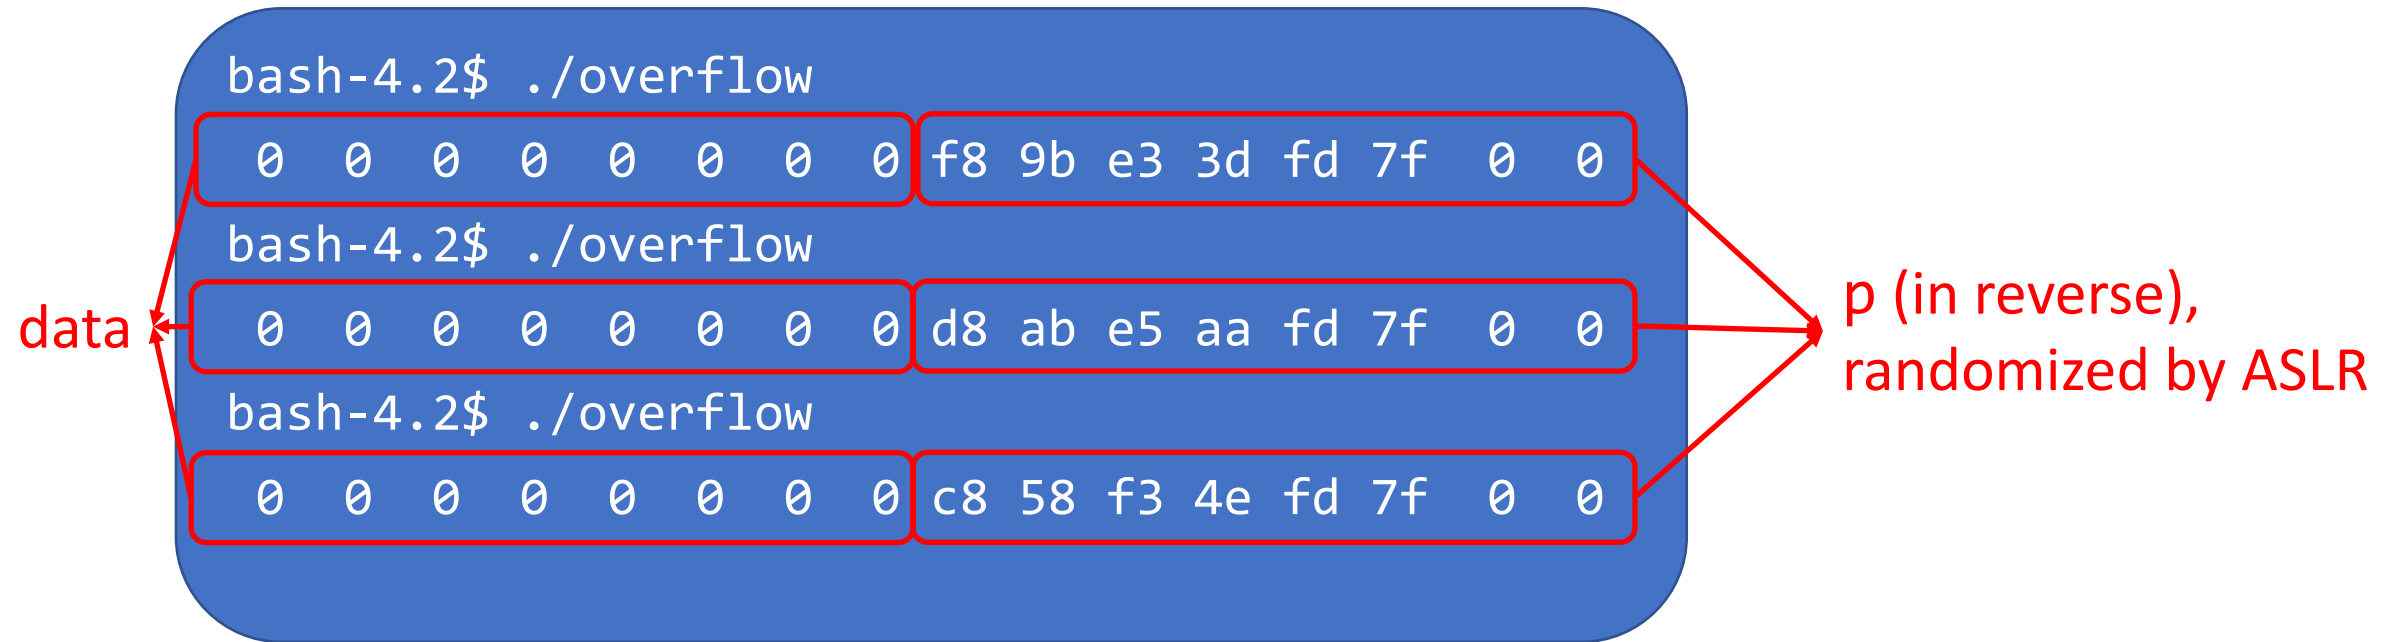 bash-4.2$ ./overflow
0 0 0 0 0 0 0 0 f8 9b e3 3d fd 7f 0 0
bash-4.2$ ./overflow
0 0 0 0 0 0 0 0 d8 ab e5 aa fd 7f 0 0
bash-4.2$ ./overflow
0 0 0 0 0 0 0 0 c8 58 f3 4e fd 7f 0 0
data
p (in reverse),
randomized by ASLR